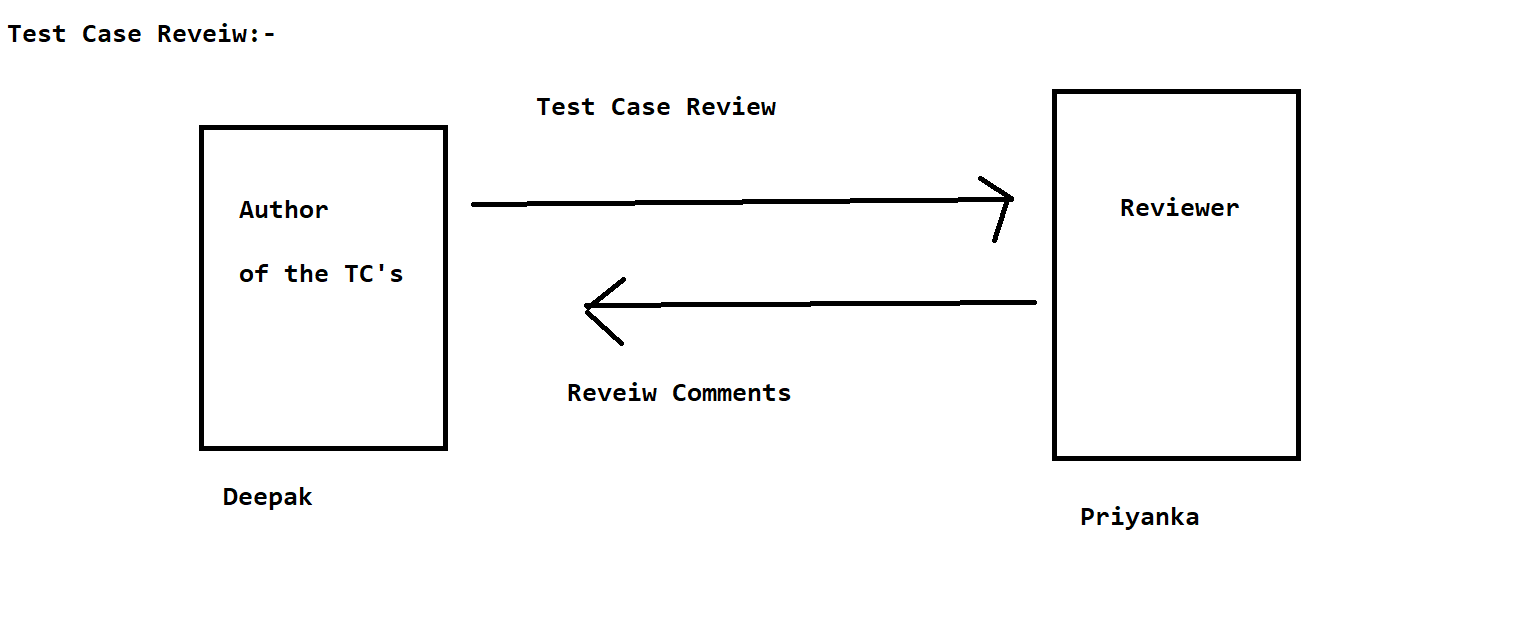 Test Case Reveiw:-
Test Case Review
Author
of the TC's
Reviewer
Reveiw Comments
Deepak
Priyanka